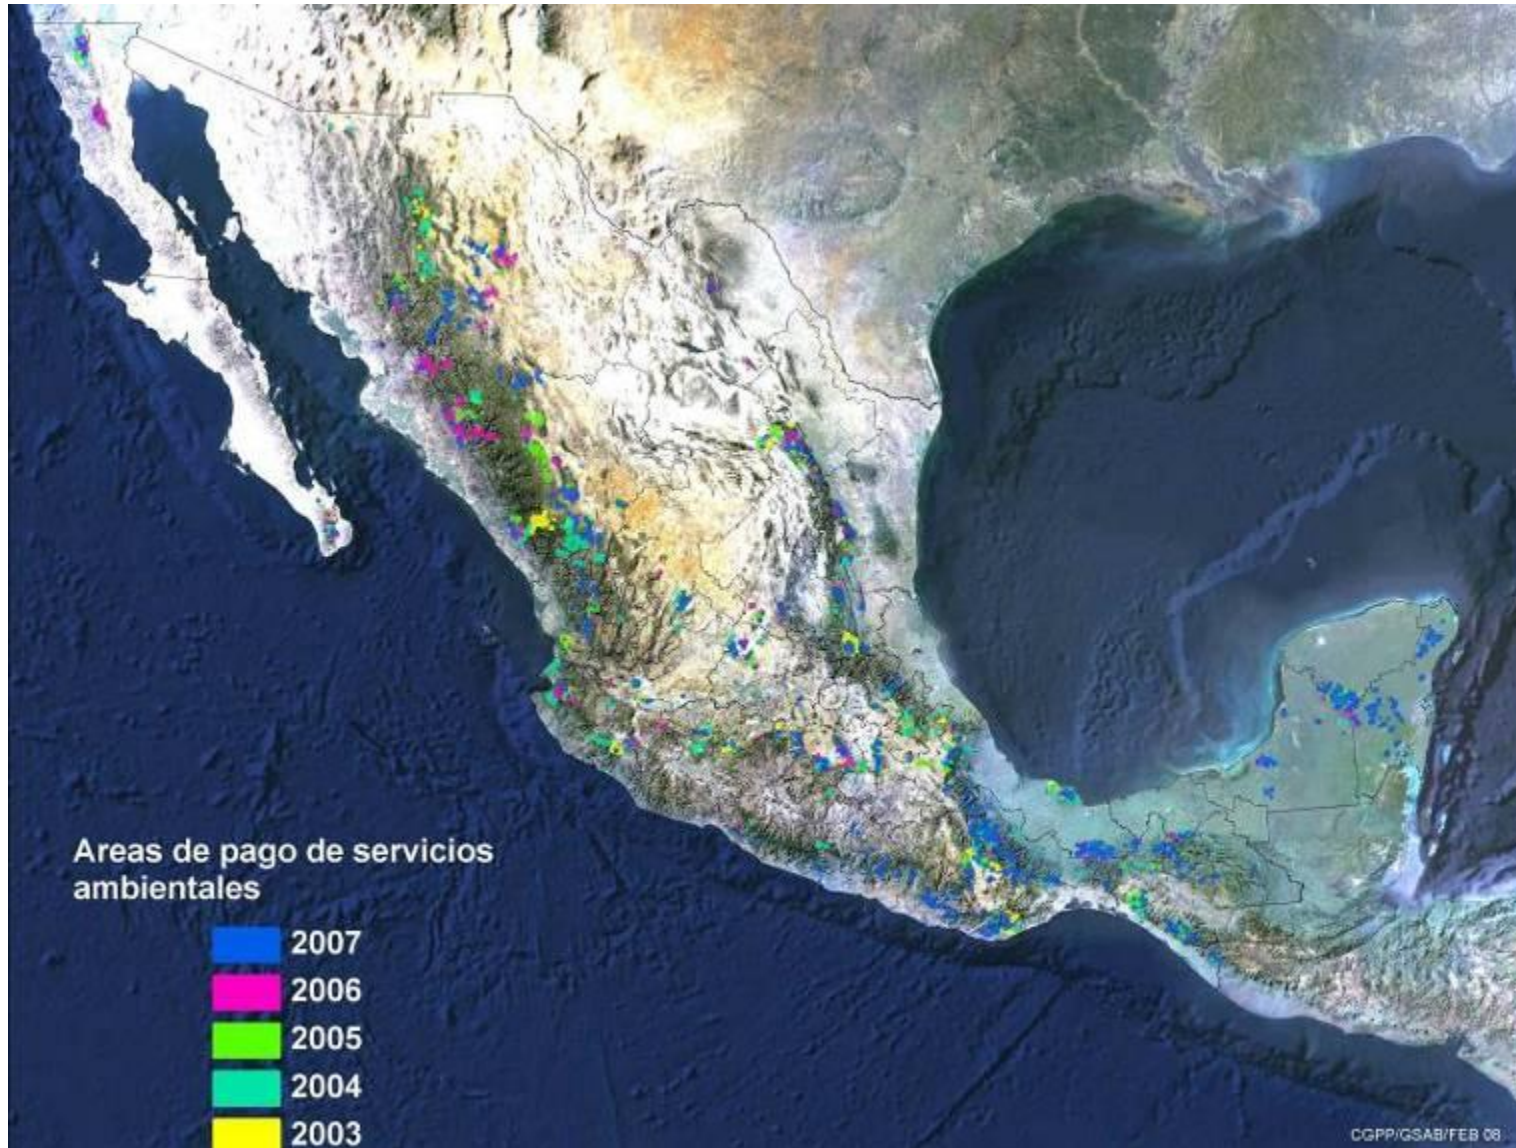 Areas de pago de servicios
ambientales
2007
2006
2005
2004
2003
CGPP/GSAB/FEB 08